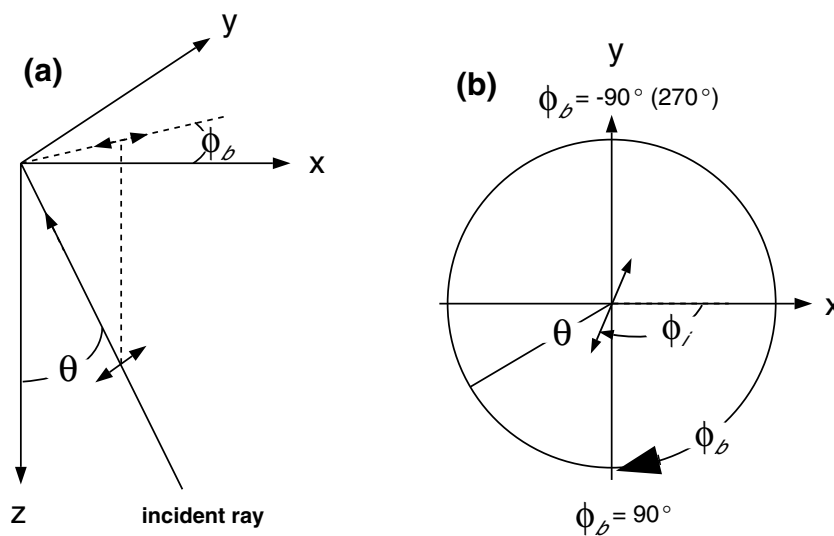 (a)
y
ϕb
x
θ
z
incident ray
(b)
y
ϕb = -90° (270°)
x
θ
ϕi
ϕb
ϕb = 90°